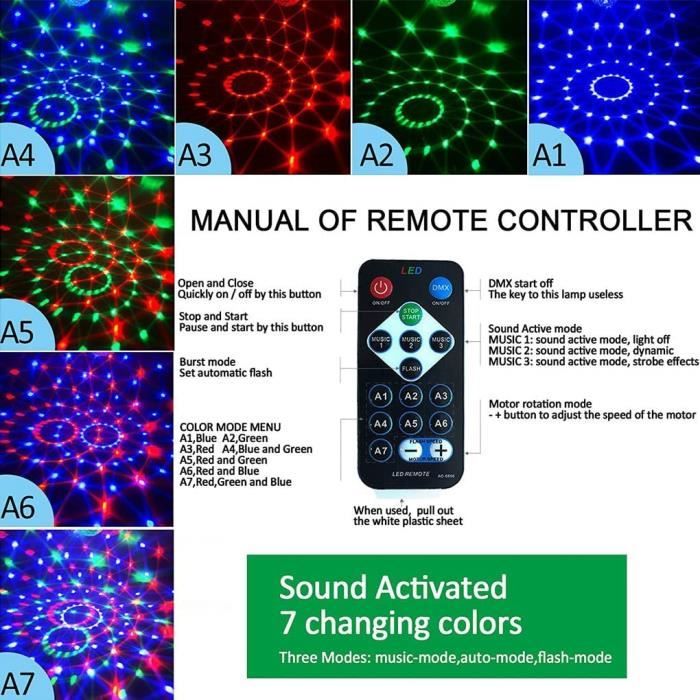 A4
A3
A2
A1
MANUAL OF REMOTE CONTROLLER
A5
A6
A7
Open and Close
Quickly on / off by this button
Stop and Start
Pause and start by this button
Burst mode
Set automatic flash
COLOR MODE MENU
A1,Blue A2,Green
A3,Red A4,Blue and Green
A5,Red and Green
A6,Red and Blue
A7,Red,Green and Blue
LED
DMX
ON/OFF
ON/OFF
STOP
START
MUSIC
1
MUSIC
2
MUSIC
3
FLASH
A1 A2 A3
A4 A5 A6
A7
FLASH SPEED
− +
MOTOR SPEED
LED REMOTE
DMX start off
The key to this lamp useless
Sound Active mode
MUSIC 1: sound active mode, light off
MUSIC 2: sound active mode, dynamic
MUSIC 3: sound active mode, strobe effects
Motor rotation mode
- + button to adjust the speed of the motor
When used, pull out
the white plastic sheet
Sound Activated
7 changing colors
Three Modes: music-mode,auto-mode,flash-mode